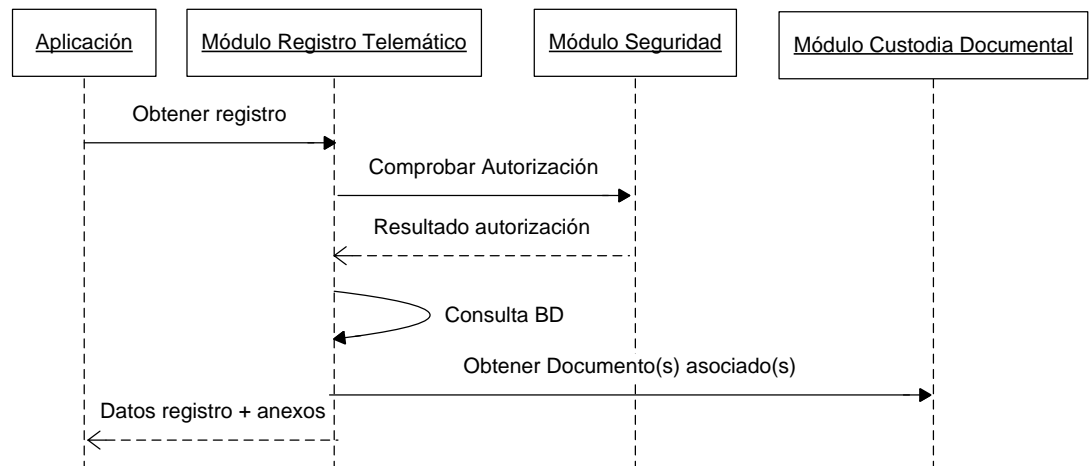 Aplicación
Módulo Registro Telemático
Módulo Seguridad
Módulo Custodia Documental
Obtener registro
Comprobar Autorización
Resultado autorización
Consulta BD
Obtener Documento(s) asociado(s)
Datos registro + anexos